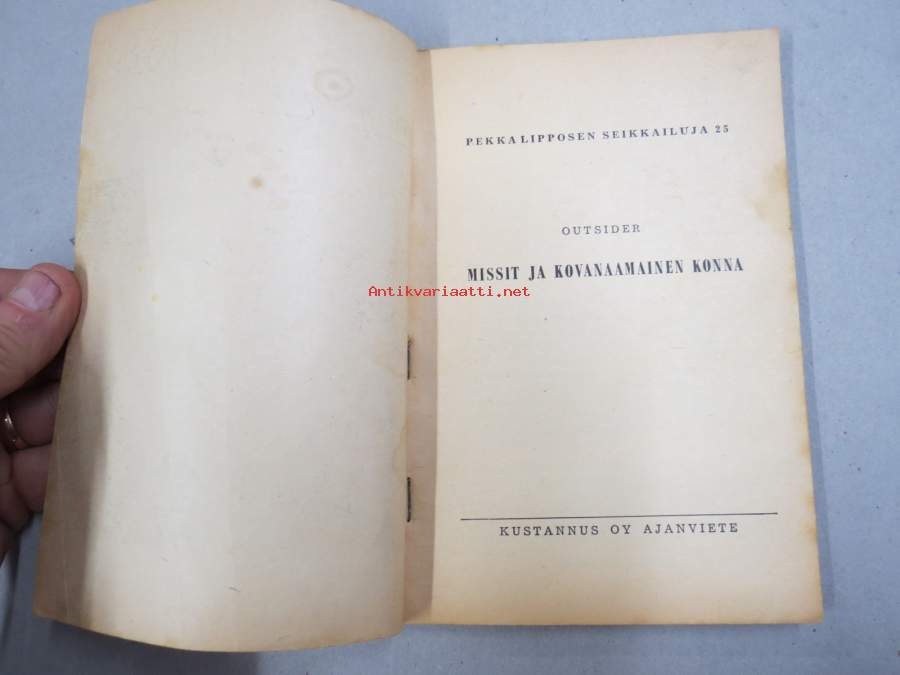 PEKKA LIPPOSEN SEIKKAILUJA 25
OUTSIDER
MISSIT JA KOVANAAMAINEN KONNA
Antikvariaatti.net
KUSTANNUS OY AJANVIETE